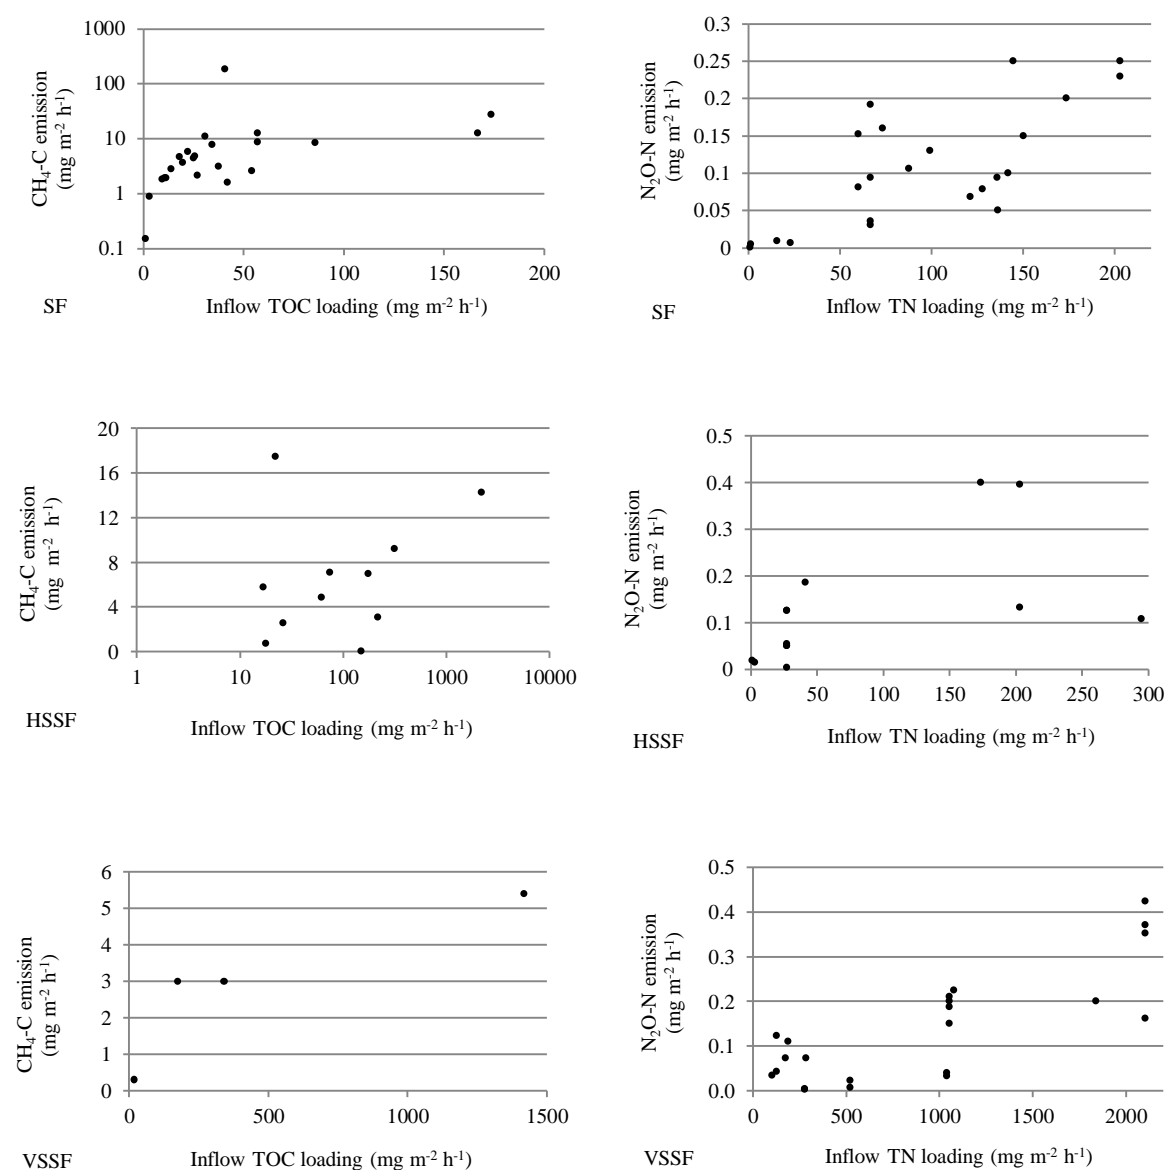 1000
100
10
1
0.1
CH₄-C emission
(mg m⁻² h⁻¹)
0 50 100 150 200
SF Inflow TOC loading (mg m⁻² h⁻¹)
0.3
0.25
0.2
0.15
0.1
0.05
0
N₂O-N emission
(mg m⁻² h⁻¹)
0 50 100 150 200
SF Inflow TN loading (mg m⁻² h⁻¹)
20
16
12
8
4
0
CH₄-C emission
(mg m⁻² h⁻¹)
1 10 100 1000 10000
HSSF Inflow TOC loading (mg m⁻² h⁻¹)
0.5
0.4
0.3
0.2
0.1
0
N₂O-N emission
(mg m⁻² h⁻¹)
0 50 100 150 200 250 300
HSSF Inflow TN loading (mg m⁻² h⁻¹)
6
5
4
3
2
1
0
CH₄-C emission
(mg m⁻² h⁻¹)
0 500 1000 1500
VSSF Inflow TOC loading (mg m⁻² h⁻¹)
0.5
0.4
0.3
0.2
0.1
0.0
N₂O-N emission
(mg m⁻² h⁻¹)
0 500 1000 1500 2000
VSSF Inflow TN loading (mg m⁻² h⁻¹)